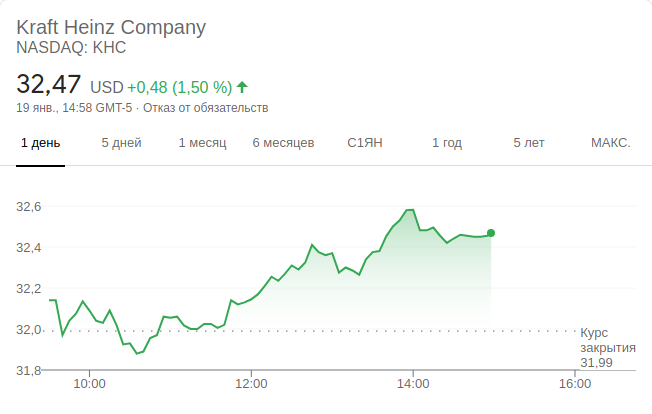 Kraft Heinz Company
NASDAQ: KHC
32,47 USD +0,48 (1,50 %)
19 янв., 14:58 GMT-5 · Отказ от обязательств
1 день 5 дней 1 месяц 6 месяцев С1ЯН 1 год 5 лет МАКС.
32,6
32,4
32,2
32,0
31,8
Курс
закрытия
31,99
10:00 12:00 14:00 16:00